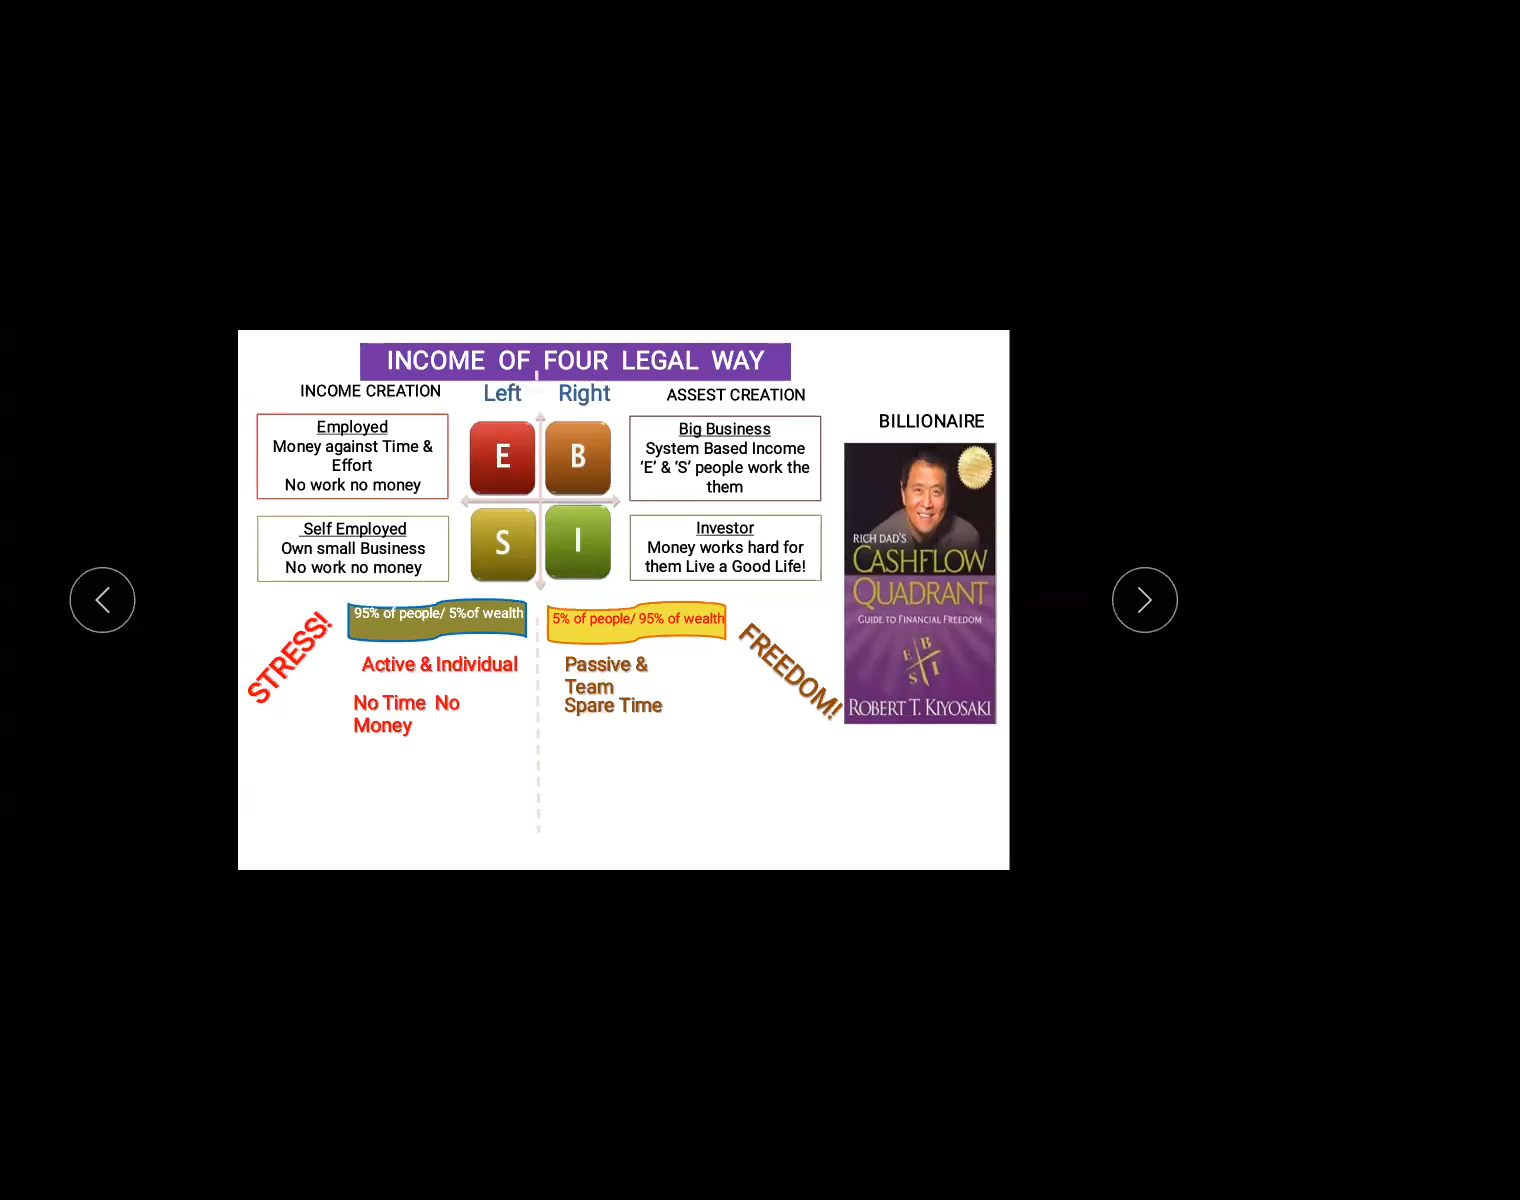 INCOME OF FOUR LEGAL WAY
INCOME CREATION
Left
Right
ASSEST CREATION
BILLIONAIRE
Employed
Money against Time &
Effort
No work no money
E
B
Big Business
System Based Income
‘E’ & ‘S’ people work the
them
Self Employed
Own small Business
No work no money
S
I
Investor
Money works hard for
them Live a Good Life!
RICH DAD'S
CASHFLOW
QUADRANT
GUIDE TO FINANCIAL FREEDOM
E B
S I
ROBERT T. KIYOSAKI
STRESS!
95% of people/ 5%of wealth
5% of people/ 95% of wealth
FREEDOM!
Active & Individual
No Time No
Money
Passive &
Team
Spare Time